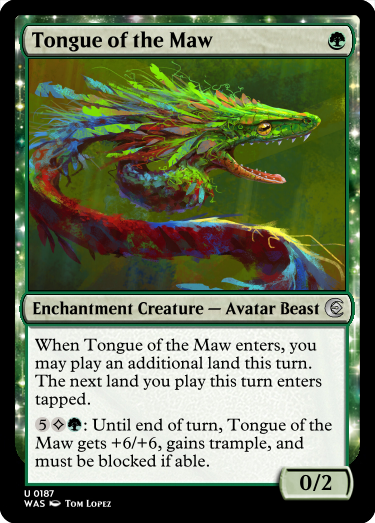 Tongue of the Maw
Enchantment Creature — Avatar Beast
When Tongue of the Maw enters, you
may play an additional land this turn.
The next land you play this turn enters
tapped.
5: Until end of turn, Tongue of the
Maw gets +6/+6, gains trample, and
must be blocked if able.
0/2
U 0187
WAS Tom Lopez